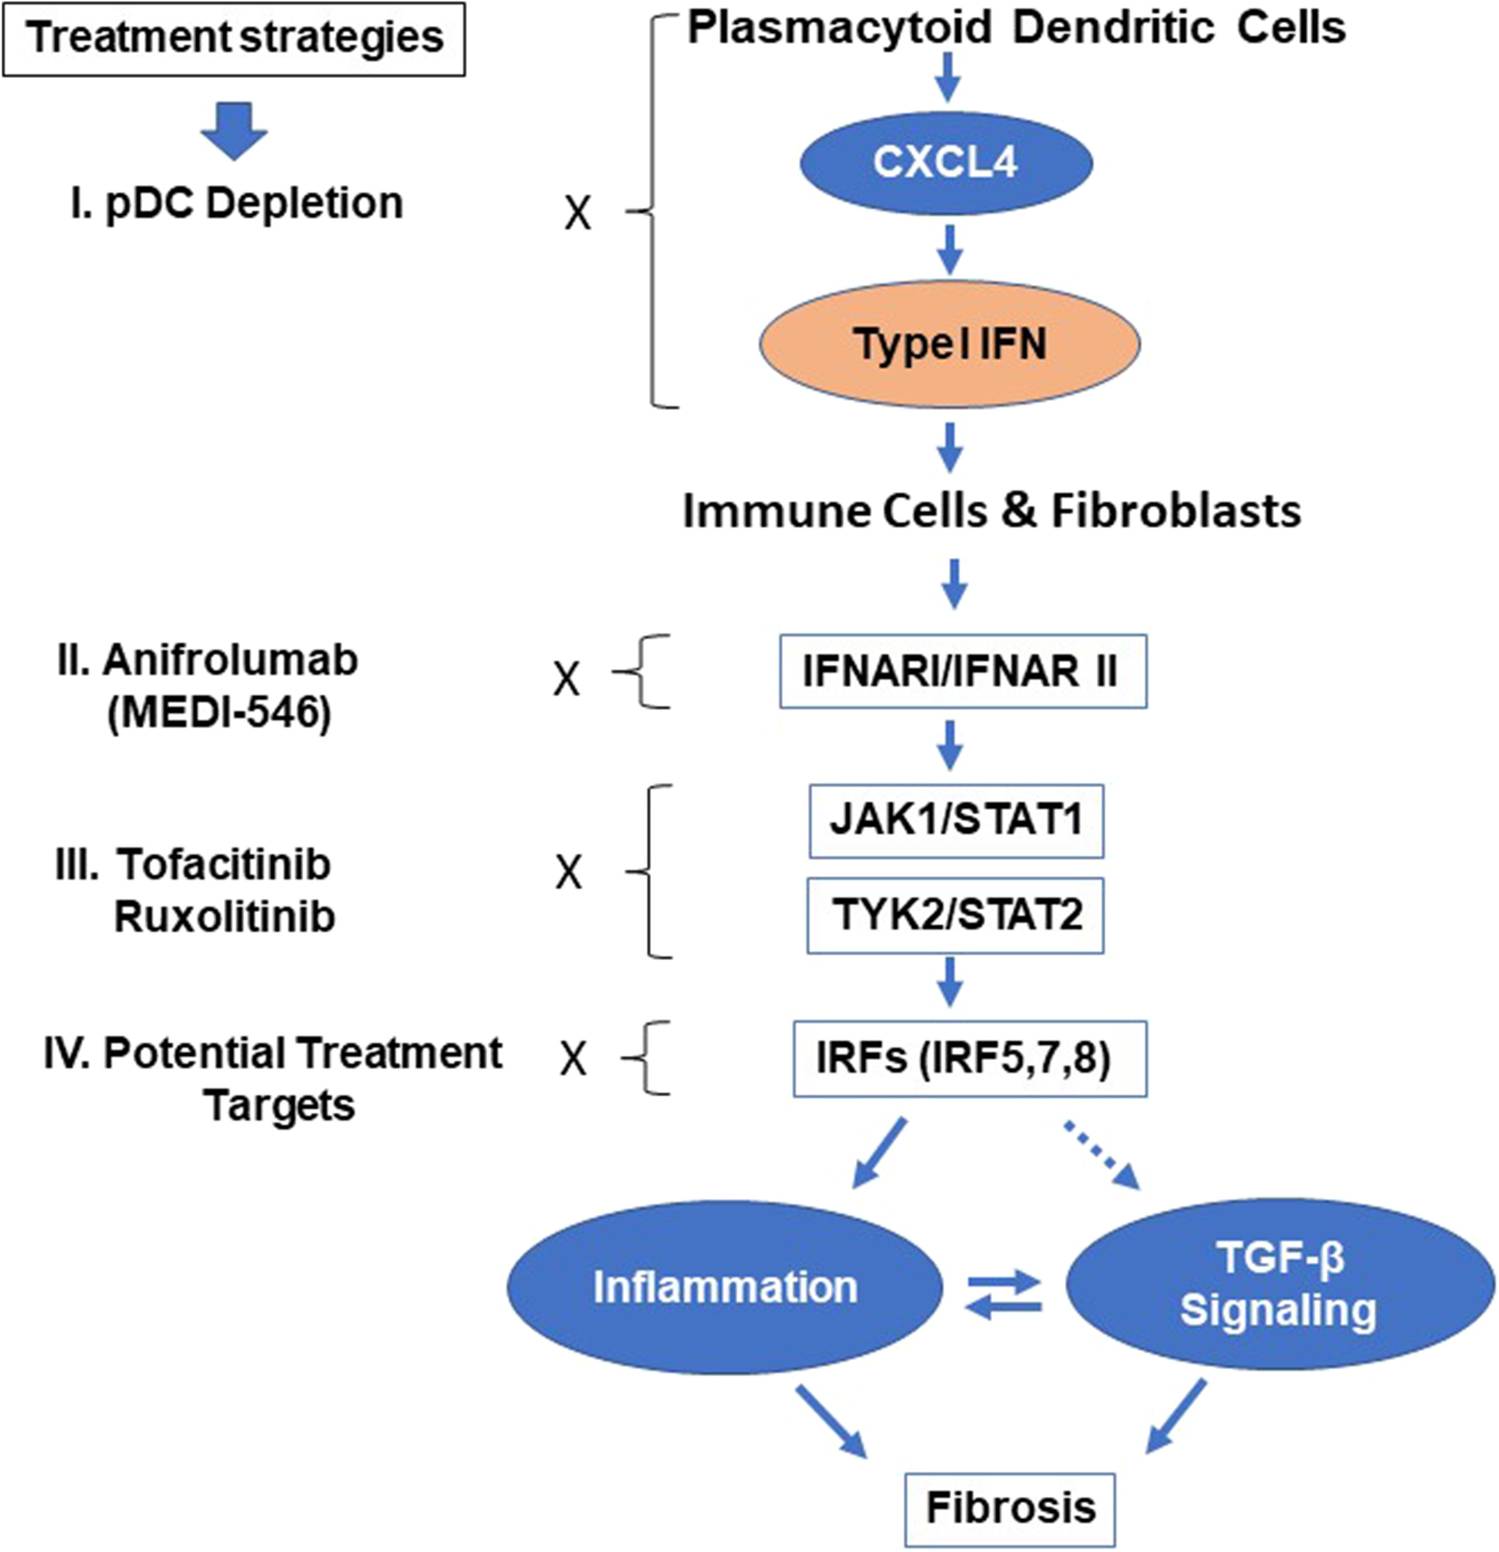 Treatment strategies
Plasmacytoid Dendritic Cells
CXCL4
I. pDC Depletion
X
Type I IFN
Immune Cells & Fibroblasts
II. Anifrolumab
(MEDI-546)
X
IFNARI/IFNAR II
JAK1/STAT1
III. Tofacitinib
Ruxolitinib
X
TYK2/STAT2
IV. Potential Treatment
Targets
X
IRFs (IRF5,7,8)
Inflammation
TGF-β
Signaling
Fibrosis